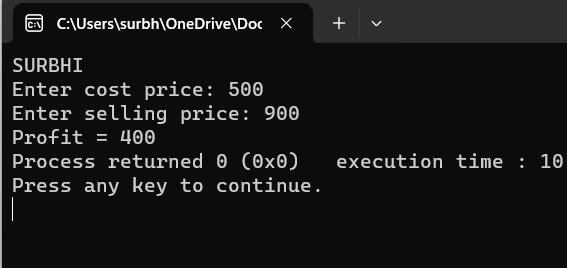 C:\Users\surbh\OneDrive\Doc
SURBHI
Enter cost price: 500
Enter selling price: 900
Profit = 400
Process returned 0 (0x0)   execution time : 10
Press any key to continue.